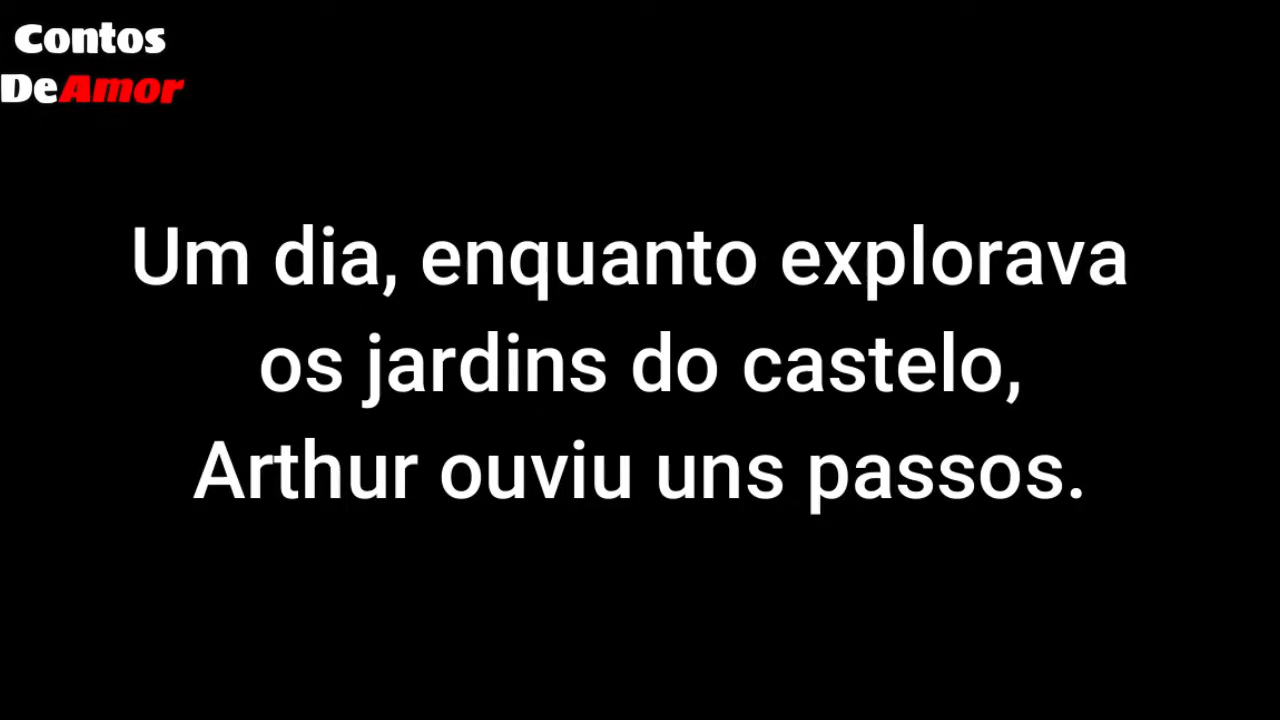 Contos
DeAmor
Um dia, enquanto explorava
os jardins do castelo,
Arthur ouviu uns passos.